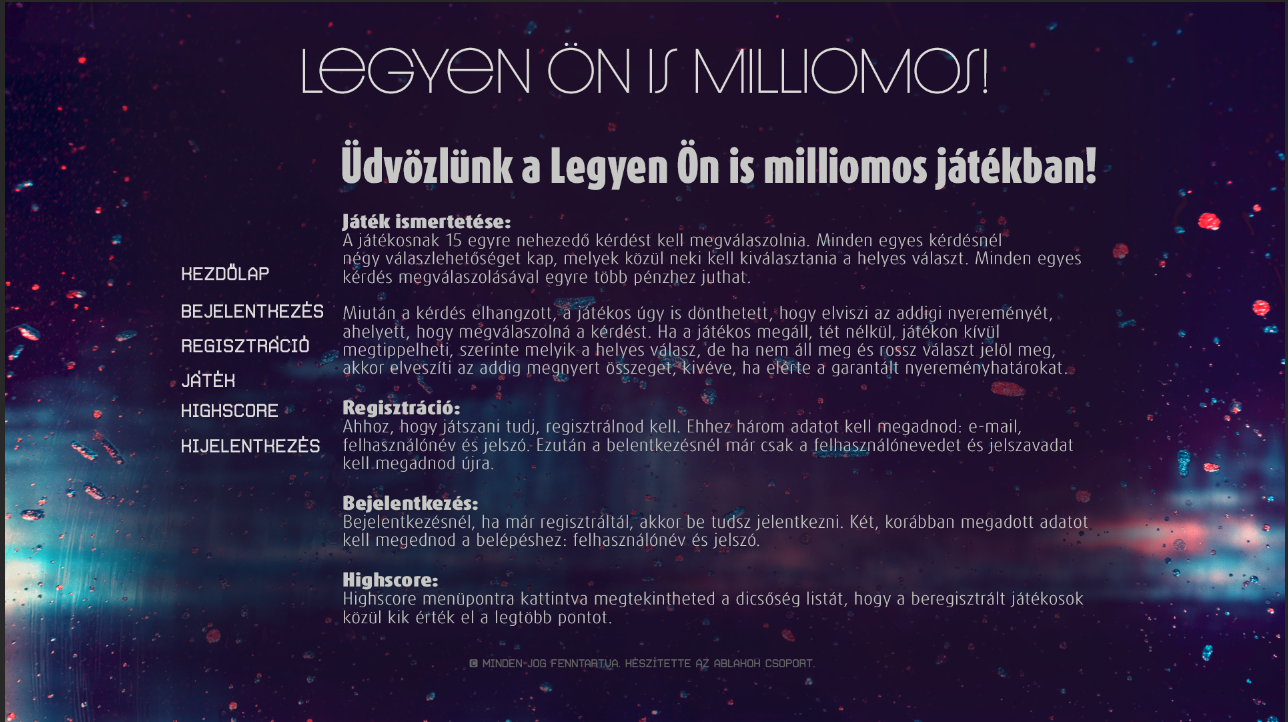 LEGYEN ÖN IS MILLIOMOS!
Üdvözlünk a Legyen Ön is milliomos játékban!
KEZDŐLAP
BEJELENTKEZÉS
REGISZTRÁCIÓ
JÁTÉK
HIGHSCORE
KIJELENTKEZÉS
Játék ismertetése:
A játékosnak 15 egyre nehezedő kérdést kell megválaszolnia. Minden egyes kérdésnél
négy válaszlehetőséget kap, melyek közül neki kell kiválasztania a helyes választ. Minden egyes
kérdés megválaszolásával egyre több pénzhez juthat.
Miután a kérdés elhangzott, a játékos úgy is dönthetett, hogy elviszi az addigi nyereményét,
ahelyett, hogy megválaszolná a kérdést. Ha a játékos megáll, tét nélkül, játékon kívül
megtippelheti, szerinte melyik a helyes válasz, de ha nem áll meg és rossz választ jelöl meg,
akkor elveszíti az addig megnyert összeget, kivéve, ha elérte a garantált nyereményhatárokat.
Regisztráció:
Ahhoz, hogy játszani tudj, regisztrálnod kell. Ehhez három adatot kell megadnod: e-mail,
felhasználónév és jelszó. Ezután a belentkezésnél már csak a felhasználónevedet és jelszavadat
kell megadnod újra.
Bejelentkezés:
Bejelentkezésnél, ha már regisztráltál, akkor be tudsz jelentkezni. Két, korábban megadott adatot
kell megednod a belépéshez: felhasználónév és jelszó.
Highscore:
Highscore menüpontra kattintva megtekintheted a dicsőség listát, hogy a beregisztrált játékosok
közül kik érték el a legtöbb pontot.
© MINDEN JOG FENNTARTVA. KÉSZÍTETTE AZ ABLAKOK CSOPORT.